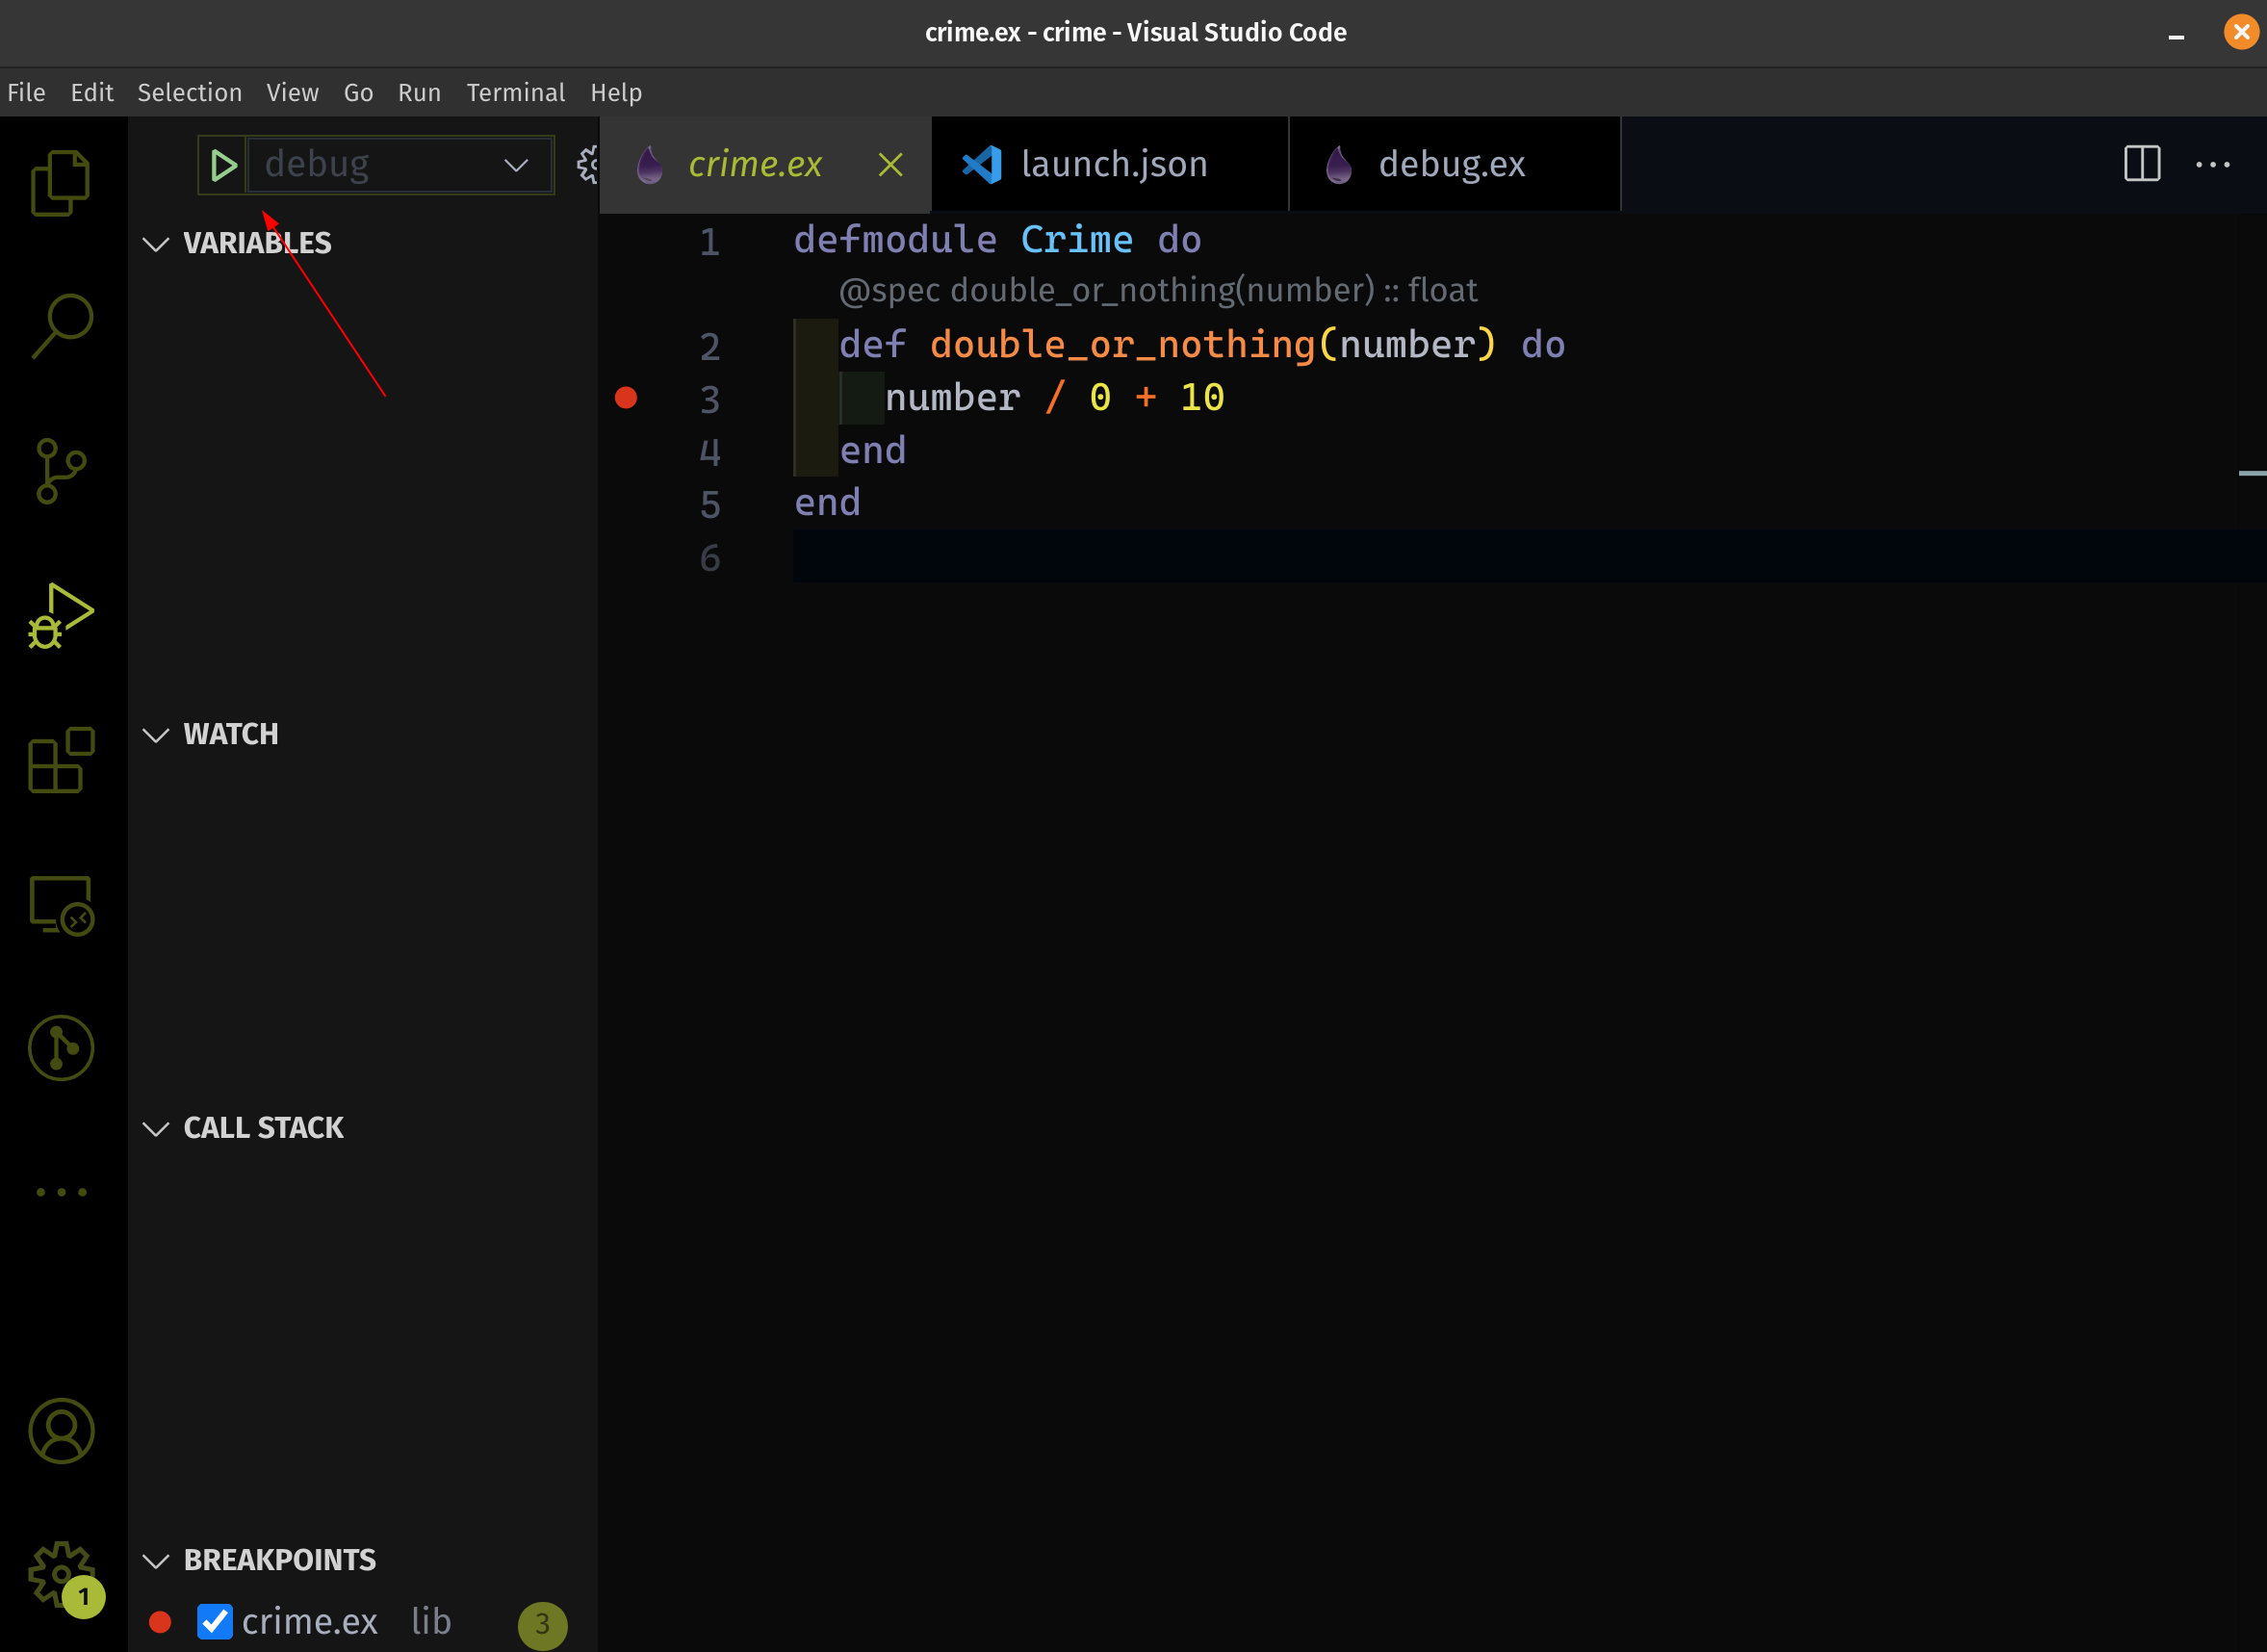 crime.ex - crime - Visual Studio Code
File Edit Selection View Go Run Terminal Help
debug
crime.ex
launch.json
debug.ex
VARIABLES
WATCH
CALL STACK
BREAKPOINTS
crime.ex lib 3
1
1 defmodule Crime do
@spec double_or_nothing(number) :: float
2 def double_or_nothing(number) do
3 number / 0 + 10
4 end
5 end
6